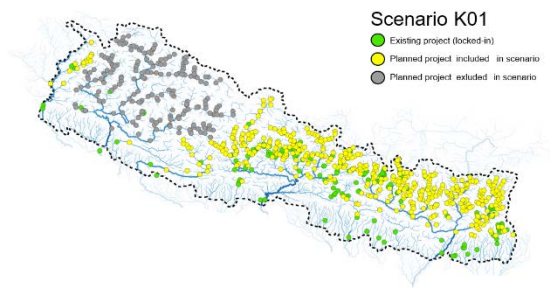 Scenario K01
Existing project (locked-in)
Planned project included in scenario
Planned project exluded in scenario